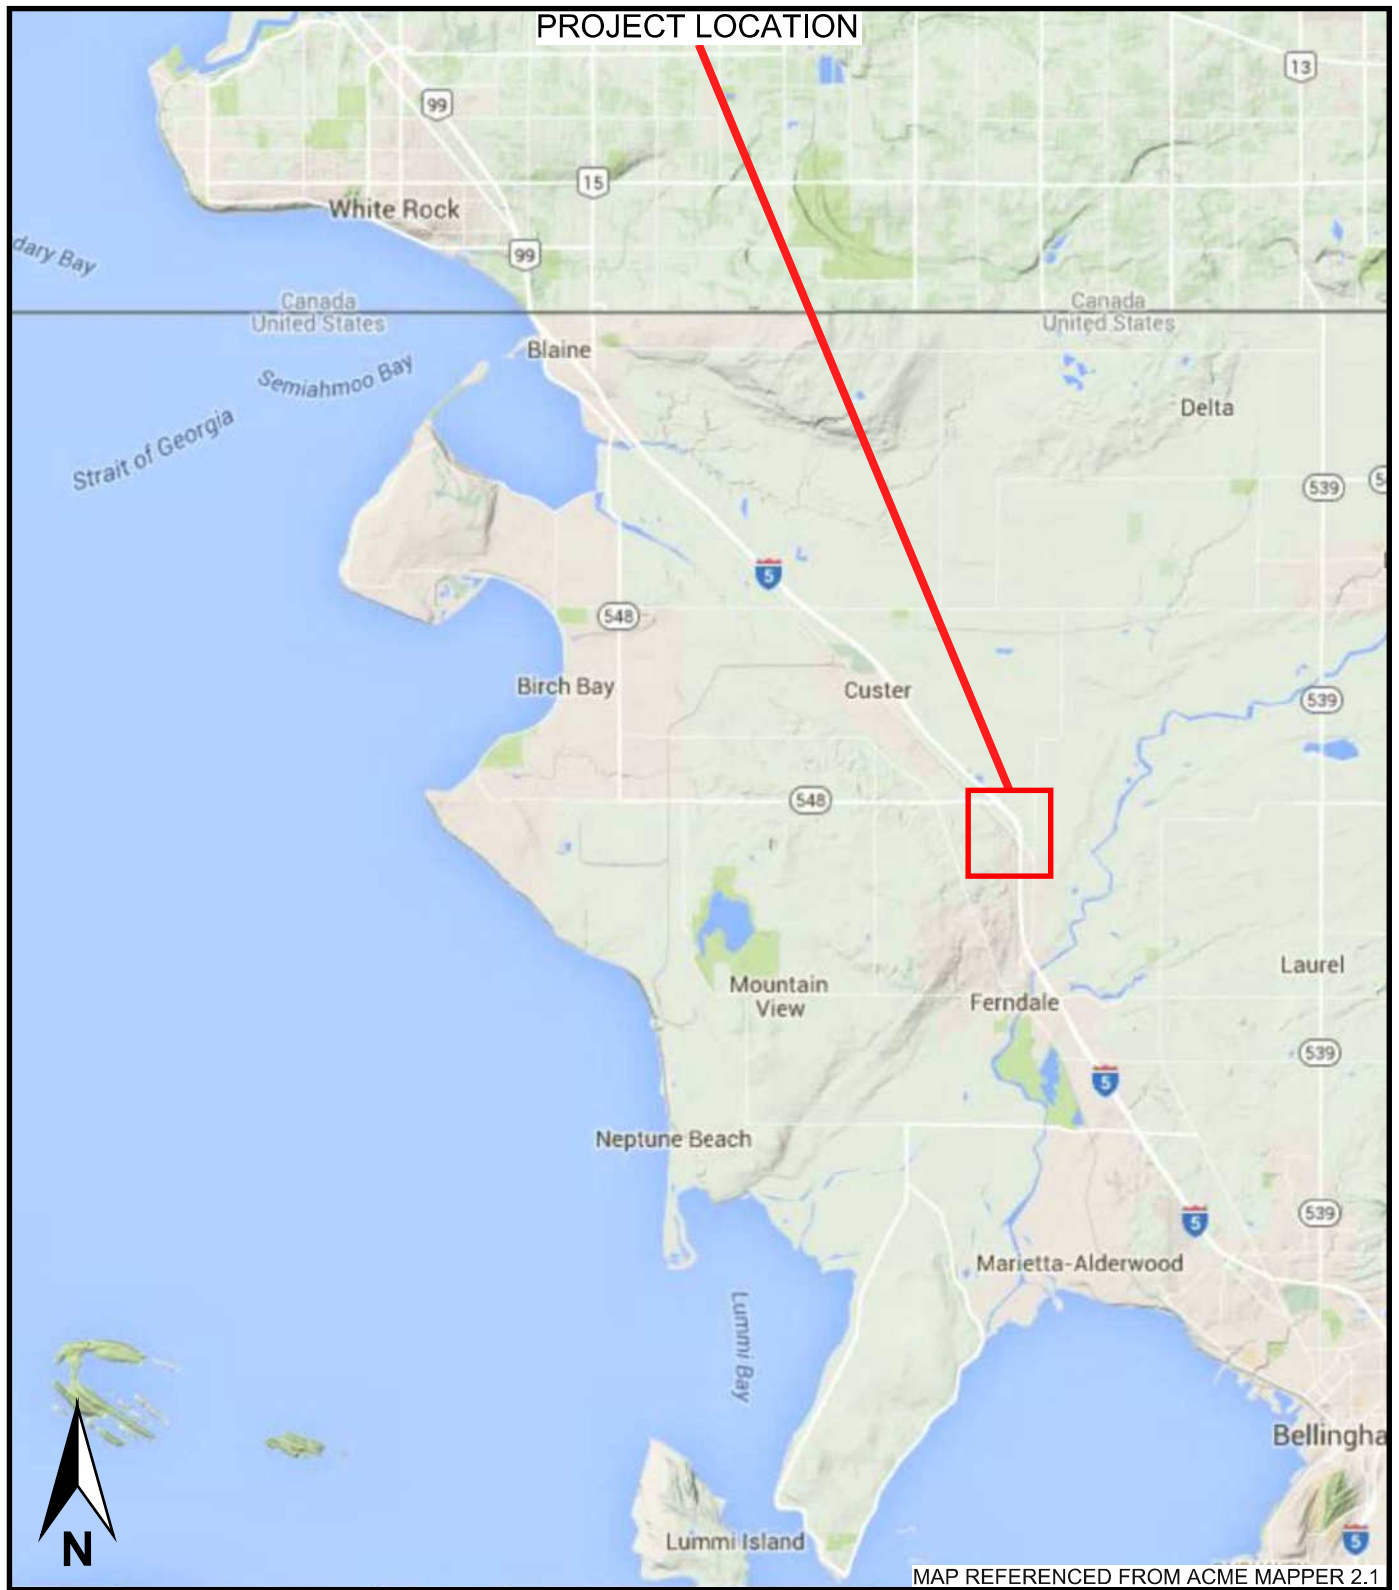 PROJECT LOCATION
13
99
15
White Rock
99
dary Bay
Canada
United States
Canada
United States
Blaine
Semiahmoo Bay
Delta
Strait of Georgia
539
5
548
Birch Bay
Custer
539
548
Mountain
View
Laurel
Ferndale
539
5
Neptune Beach
539
5
Marietta-Alderwood
Lummi Bay
Bellingha
N
Lummi Island
5
MAP REFERENCED FROM ACME MAPPER 2.1